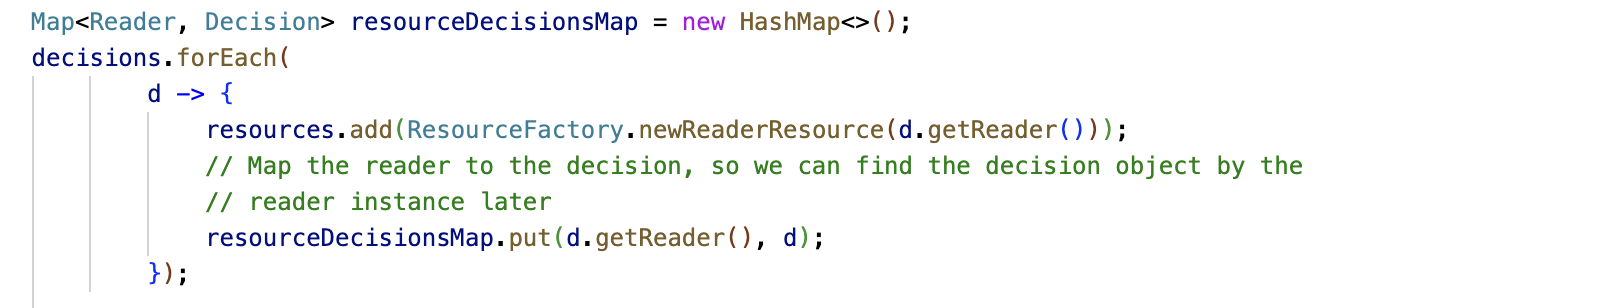 Map<Reader, Decision> resourceDecisionsMap = new HashMap<>();
decisions.forEach(
d -> {
resources.add(ResourceFactory.newReaderResource(d.getReader()));
// Map the reader to the decision, so we can find the decision object by the
// reader instance later
resourceDecisionsMap.put(d.getReader(), d);
});